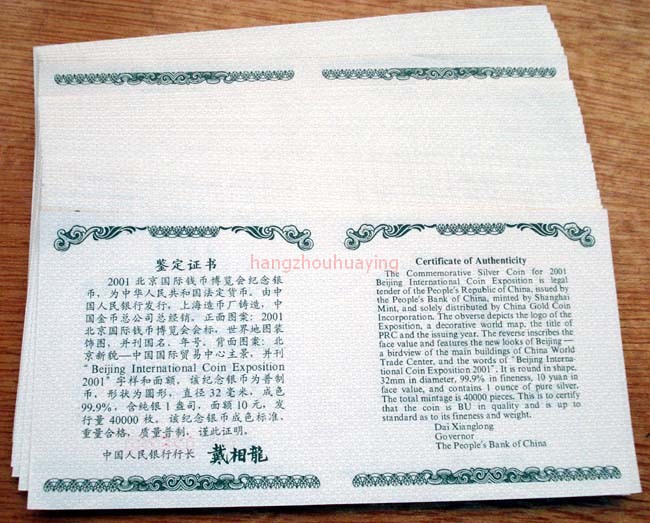 鉴定证书
2001北京国际钱币博览会纪念银
币，为中华人民共和国法定货币。由中
国人民银行发行，上海造币厂铸造，中
国金币总公司总经销。正面图案：2001
北京国际钱币博览会会标，世界地图装
饰图，并刊国名、年号。背面图案：北
京新貌—中国国际贸易中心主景，并刊
“Beijing International Coin Exposition
2001”字样和面额。该纪念银币为普制
币，形状为圆形，直径32毫米，成色
99.9%，含纯银1盎司，面额10元，发
行量40000枚。该纪念银币成色标准，
重量合格，质量普制，谨此证明。
中国人民银行行长 戴相龍
Certificate of Authenticity
The Commemorative Silver Coin for 2001
Beijing International Coin Exposition is legal
tender of the People's Republic of China, issued by
the People's Bank of China, minted by Shanghai
Mint, and solely distributed by China Gold Coin
Incorporation. The obverse depicts the logo of the
Exposition, a decorative world map, the title of
PRC and the issuing year. The reverse inscribes the
face value and features the new looks of Beijing—
a birdview of the main buildings of China World
Trade Center, and the words of "Beijing Interna-
tional Coin Exposition 2001". It is round in shape,
32mm in diameter, 99.9% in fineness, 10 yuan in
face value, and contains 1 ounce of pure silver.
The total mintage is 40000 pieces. This is to certify
that the coin is BU in quality and is up to
standard as to its fineness and weight.
Dai Xianglong
Governor
The People's Bank of China
hangzhouhuaying